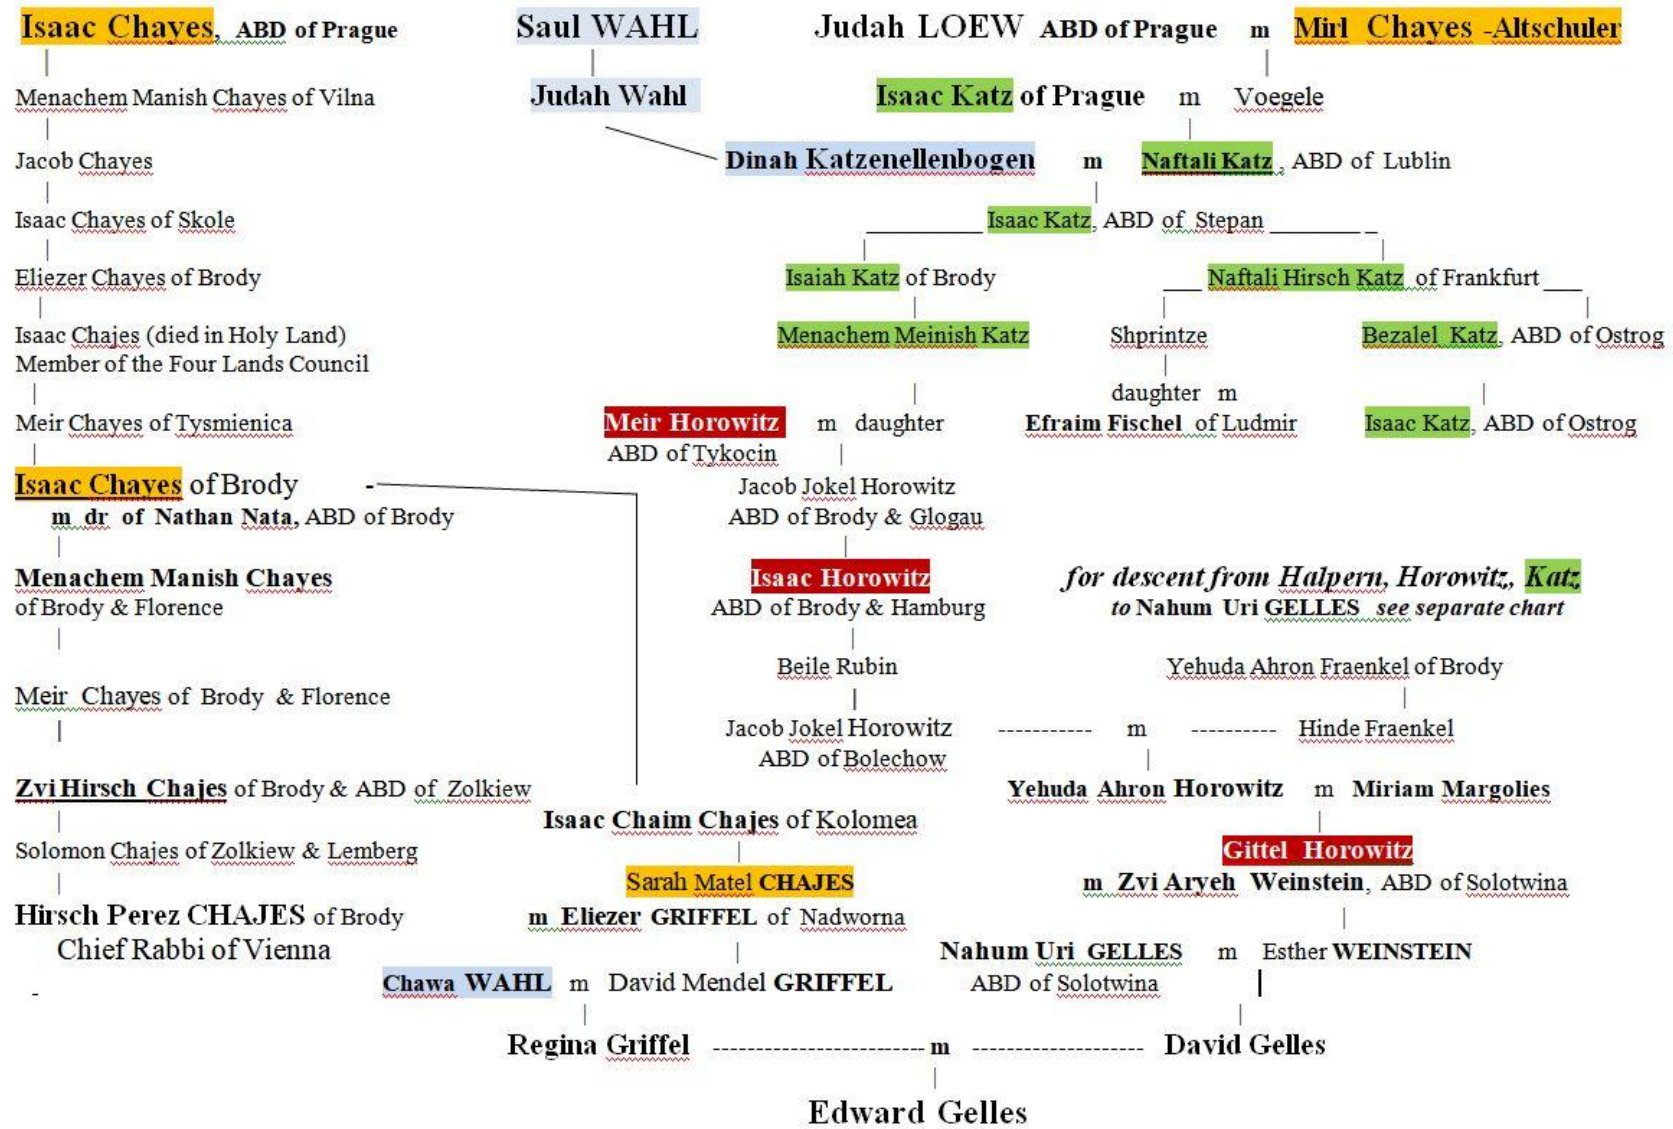 Isaac Chayes, ABD of Prague
Saul WAHL
Judah LOEW ABD of Prague m Mirl Chayes -Altschuler
Menachem Manish Chayes of Vilna
Judah Wahl
Isaac Katz of Prague m Voegele
Jacob Chayes
Dinah Katzenellenbogen m Naftali Katz, ABD of Lublin
Isaac Chayes of Skole
Isaac Katz, ABD of Stepan
Eliezer Chayes of Brody
Isaiah Katz of Brody
Naftali Hirsch Katz of Frankfurt
Isaac Chajes (died in Holy Land)
Member of the Four Lands Council
Menachem Meinish Katz
Shprintze
Bezalel Katz, ABD of Ostrog
daughter m
Efraim Fischel of Ludmir
Meir Chayes of Tysmienica
Meir Horowitz m daughter
ABD of Tykocin
Isaac Katz, ABD of Ostrog
Isaac Chayes of Brody -
m dr of Nathan Nata, ABD of Brody
Jacob Jokel Horowitz
ABD of Brody & Glogau
Menachem Manish Chayes
of Brody & Florence
Isaac Horowitz
ABD of Brody & Hamburg
for descent from Halpern, Horowitz, Katz
to Nahum Uri GELLES see separate chart
Beile Rubin
Yehuda Ahron Fraenkel of Brody
Meir Chayes of Brody & Florence
Jacob Jokel Horowitz ----------- m ---------- Hinde Fraenkel
ABD of Bolechow
Zvi Hirsch Chajes of Brody & ABD of Zolkiew
Yehuda Ahron Horowitz m Miriam Margolies
Isaac Chaim Chajes of Kolomea
Solomon Chajes of Zolkiew & Lemberg
Gittel Horowitz
m Zvi Aryeh Weinstein, ABD of Solotwina
Sarah Matel CHAJES
m Eliezer GRIFFEL of Nadworna
Hirsch Perez CHAJES of Brody
Chief Rabbi of Vienna
Nahum Uri GELLES m Esther WEINSTEIN
ABD of Solotwina
Chawa WAHL m David Mendel GRIFFEL
-
Regina Griffel ------------------------ m ------------------- David Gelles
Edward Gelles